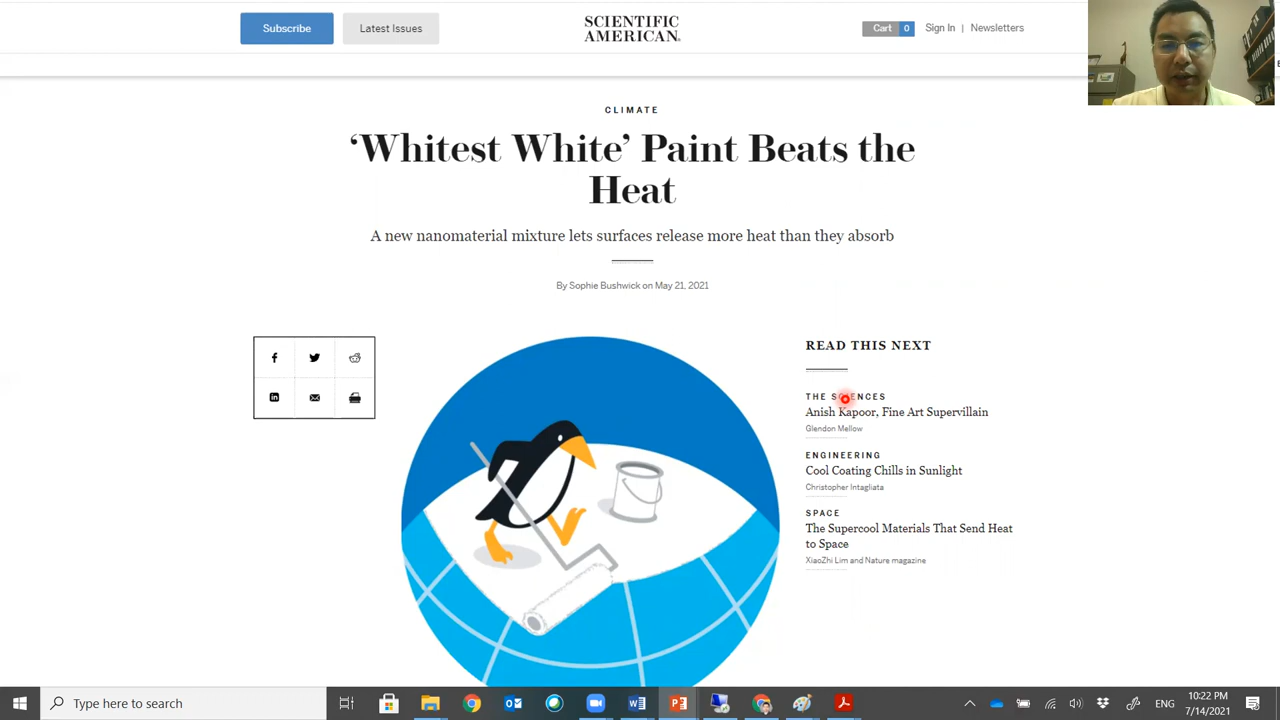 Subscribe
Latest Issues
SCIENTIFIC
AMERICAN
Cart 0
Sign In | Newsletters
CLIMATE
‘Whitest White’ Paint Beats the
Heat
A new nanomaterial mixture lets surfaces release more heat than they absorb
By Sophie Bushwick on May 21, 2021
READ THIS NEXT
THE SCIENCES
Anish Kapoor, Fine Art Supervillain
Glendon Mellow
ENGINEERING
Cool Coating Chills in Sunlight
Christopher Intagliata
SPACE
The Supercool Materials That Send Heat
to Space
XiaoZhi Lim and Nature magazine
Type here to search
ENG
10:22 PM
7/14/2021